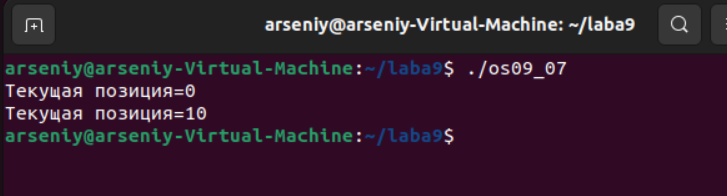 arseniy@arseniy-Virtual-Machine: ~/laba9
arseniy@arseniy-Virtual-Machine:~/laba9$ ./os09_07
Текущая позиция=0
Текущая позиция=10
arseniy@arseniy-Virtual-Machine:~/laba9$